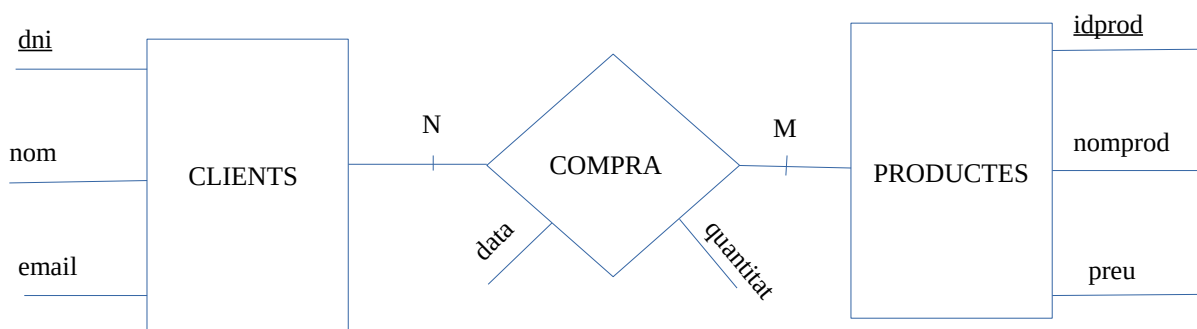 dni
nom
email
CLIENTS
N
COMPRA
data
quantitat
M
PRODUCTES
idprod
nomprod
preu